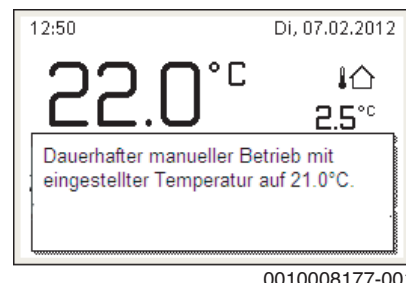 12:50 Di, 07.02.2012
22.0°C
2.5°C
Dauerhafter manueller Betrieb mit
eingestellter Temperatur auf 21.0°C.
0010008177-001